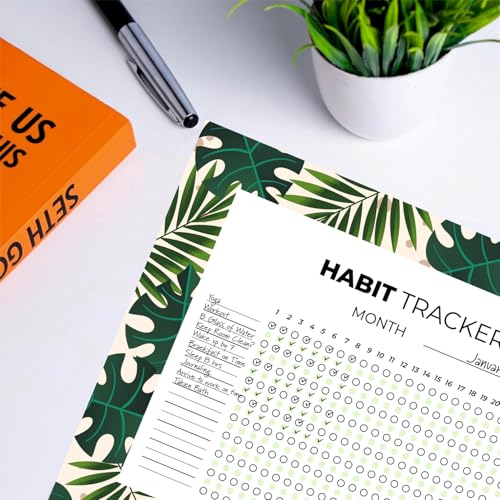 E US
HIS
SETH GO
HABIT TRACKER
MONTH
Januar
1 2 3 4 5 6 7 8 9 10 11 12 13 14 15 16 17 18 19 20
Yoga
Workout
8 Glass of Water
Keep Room Clean?
Wake up by 7
Breakfast on Time
Sleep 8 hrs
Journaling
Arrive to work on time
Taken Bath